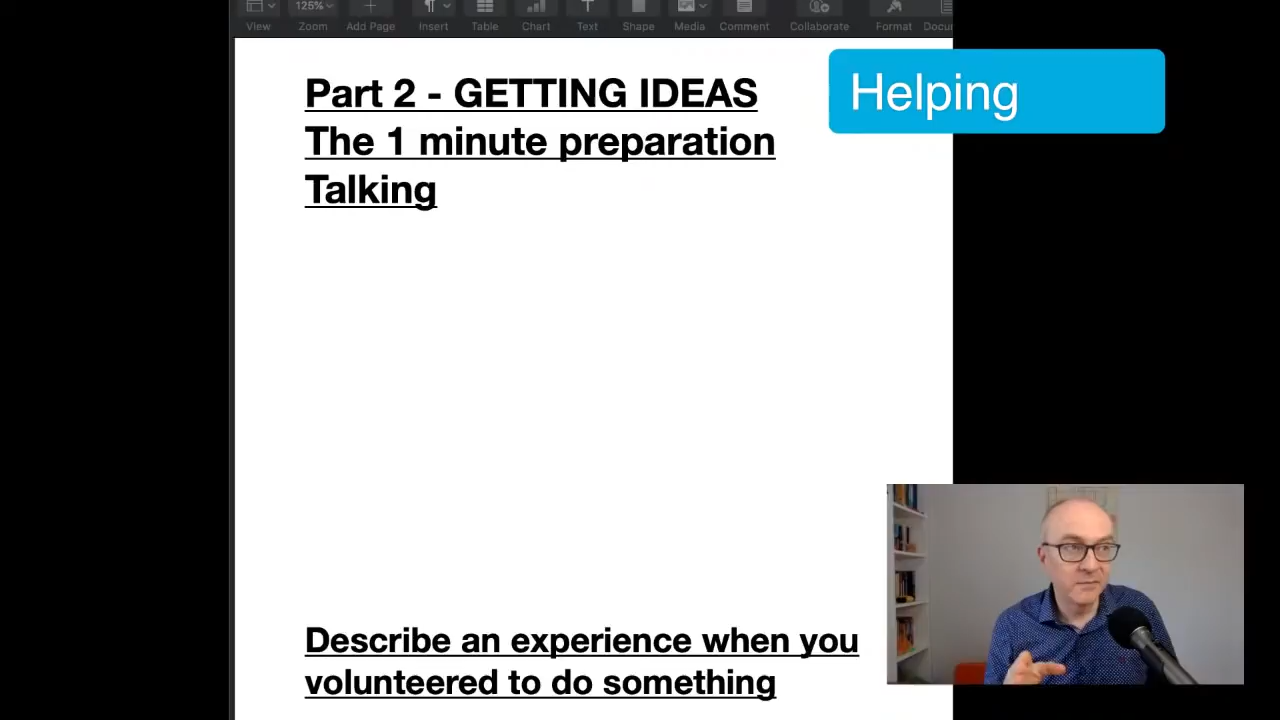 125%
View Zoom Add Page Insert Table Chart Text Shape Media Comment Collaborate Format
Part 2 - GETTING IDEAS
Helping
The 1 minute preparation
Talking
Describe an experience when you
volunteered to do something